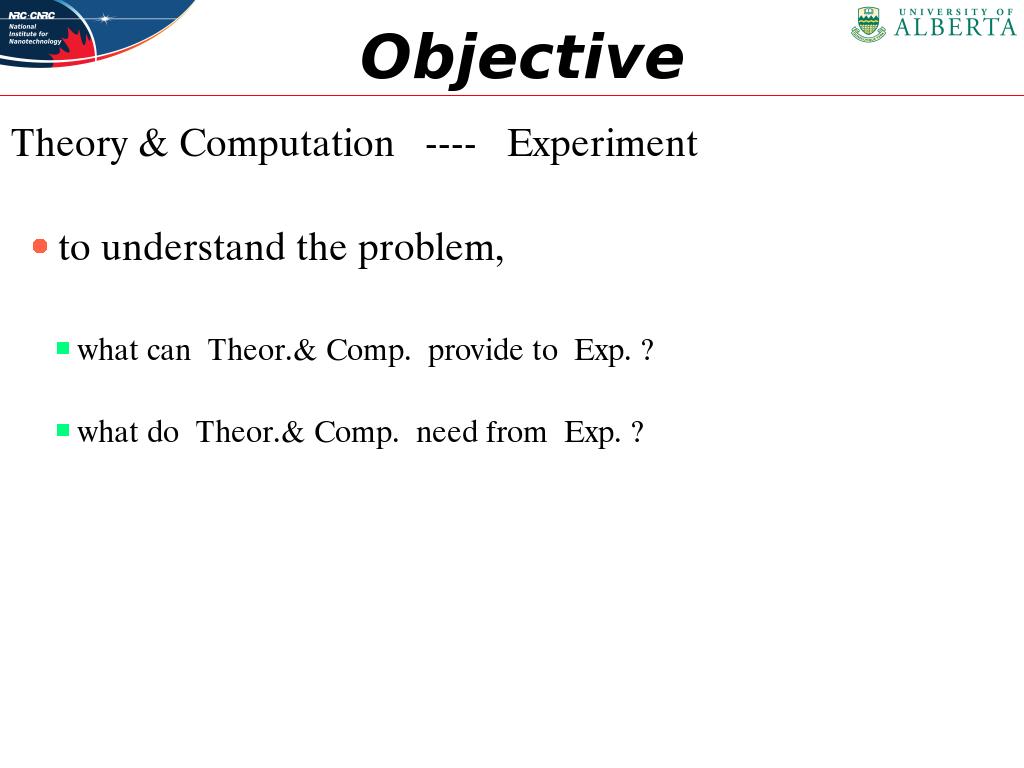 NRC·CNRC
National
Institute for
Nanotechnology
UNIVERSITY OF
ALBERTA
Objective
Theory & Computation ---- Experiment
to understand the problem,
what can Theor.& Comp. provide to Exp. ?
what do Theor.& Comp. need from Exp. ?